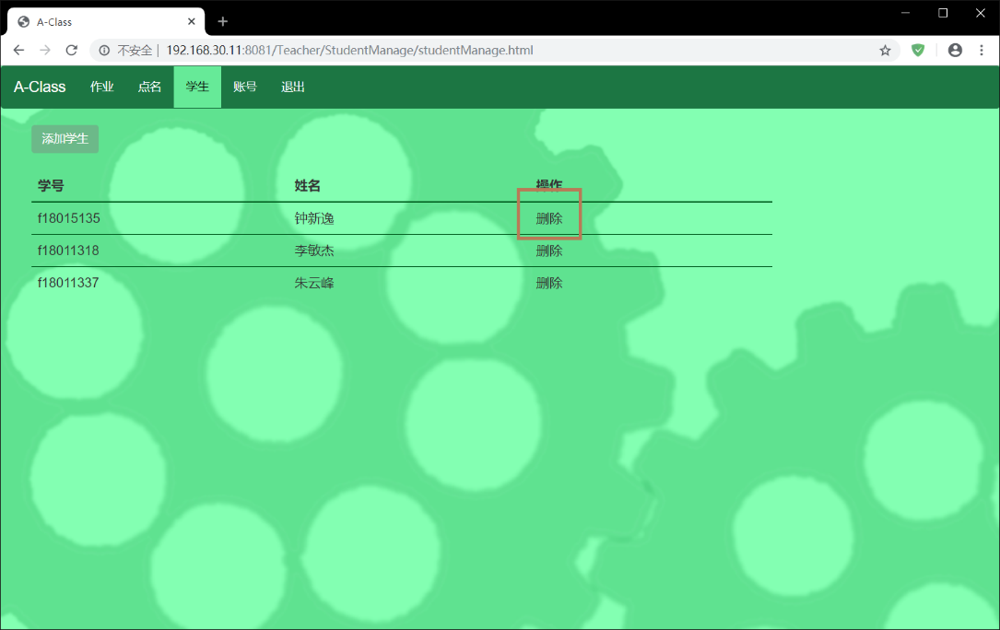 A-Class
不安全 | 192.168.30.11:8081/Teacher/StudentManage/studentManage.html
A-Class 作业 点名 学生 账号 退出
添加学生
学号 姓名 操作
f18015135 钟新逸 删除
f18011318 李敏杰 删除
f18011337 朱云峰 删除